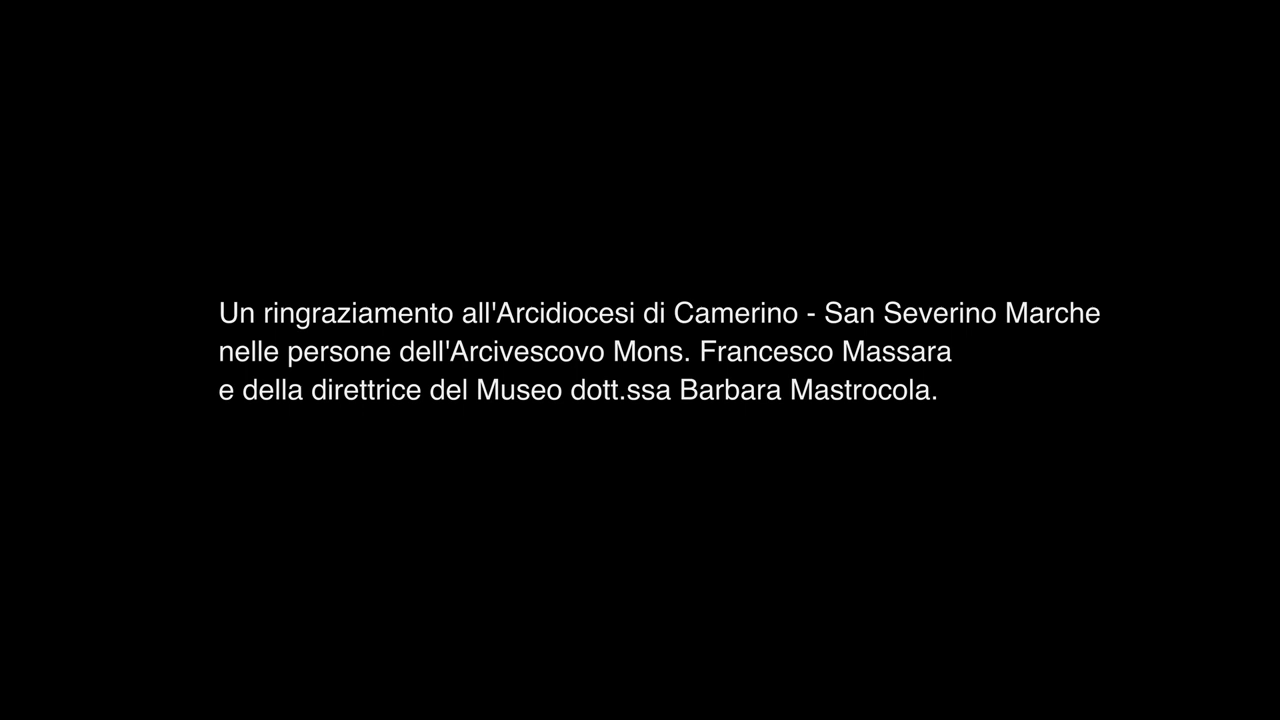 Un ringraziamento all'Arcidiocesi di Camerino - San Severino Marche
nelle persone dell'Arcivescovo Mons. Francesco Massara
e della direttrice del Museo dott.ssa Barbara Mastrocola.